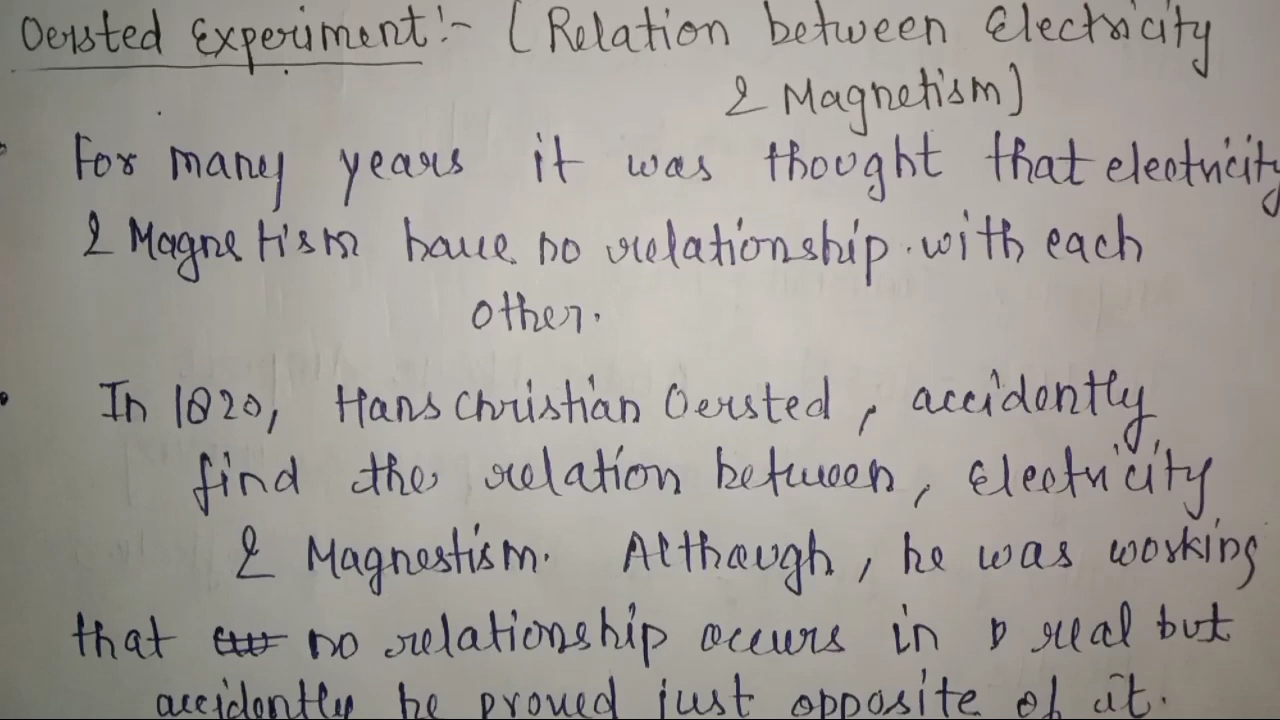 Oersted Experiment:- (Relation between Electricity
& Magnetism)
For many years it was thought that electricity
& Magnetism have no relationship with each
other.
In 1820, Hans Christian Oersted, accidently
find the relation between, Electricity
& Magnestism. Although, he was working
that no relationship occurs in real but
accidently he proved just opposite of it.